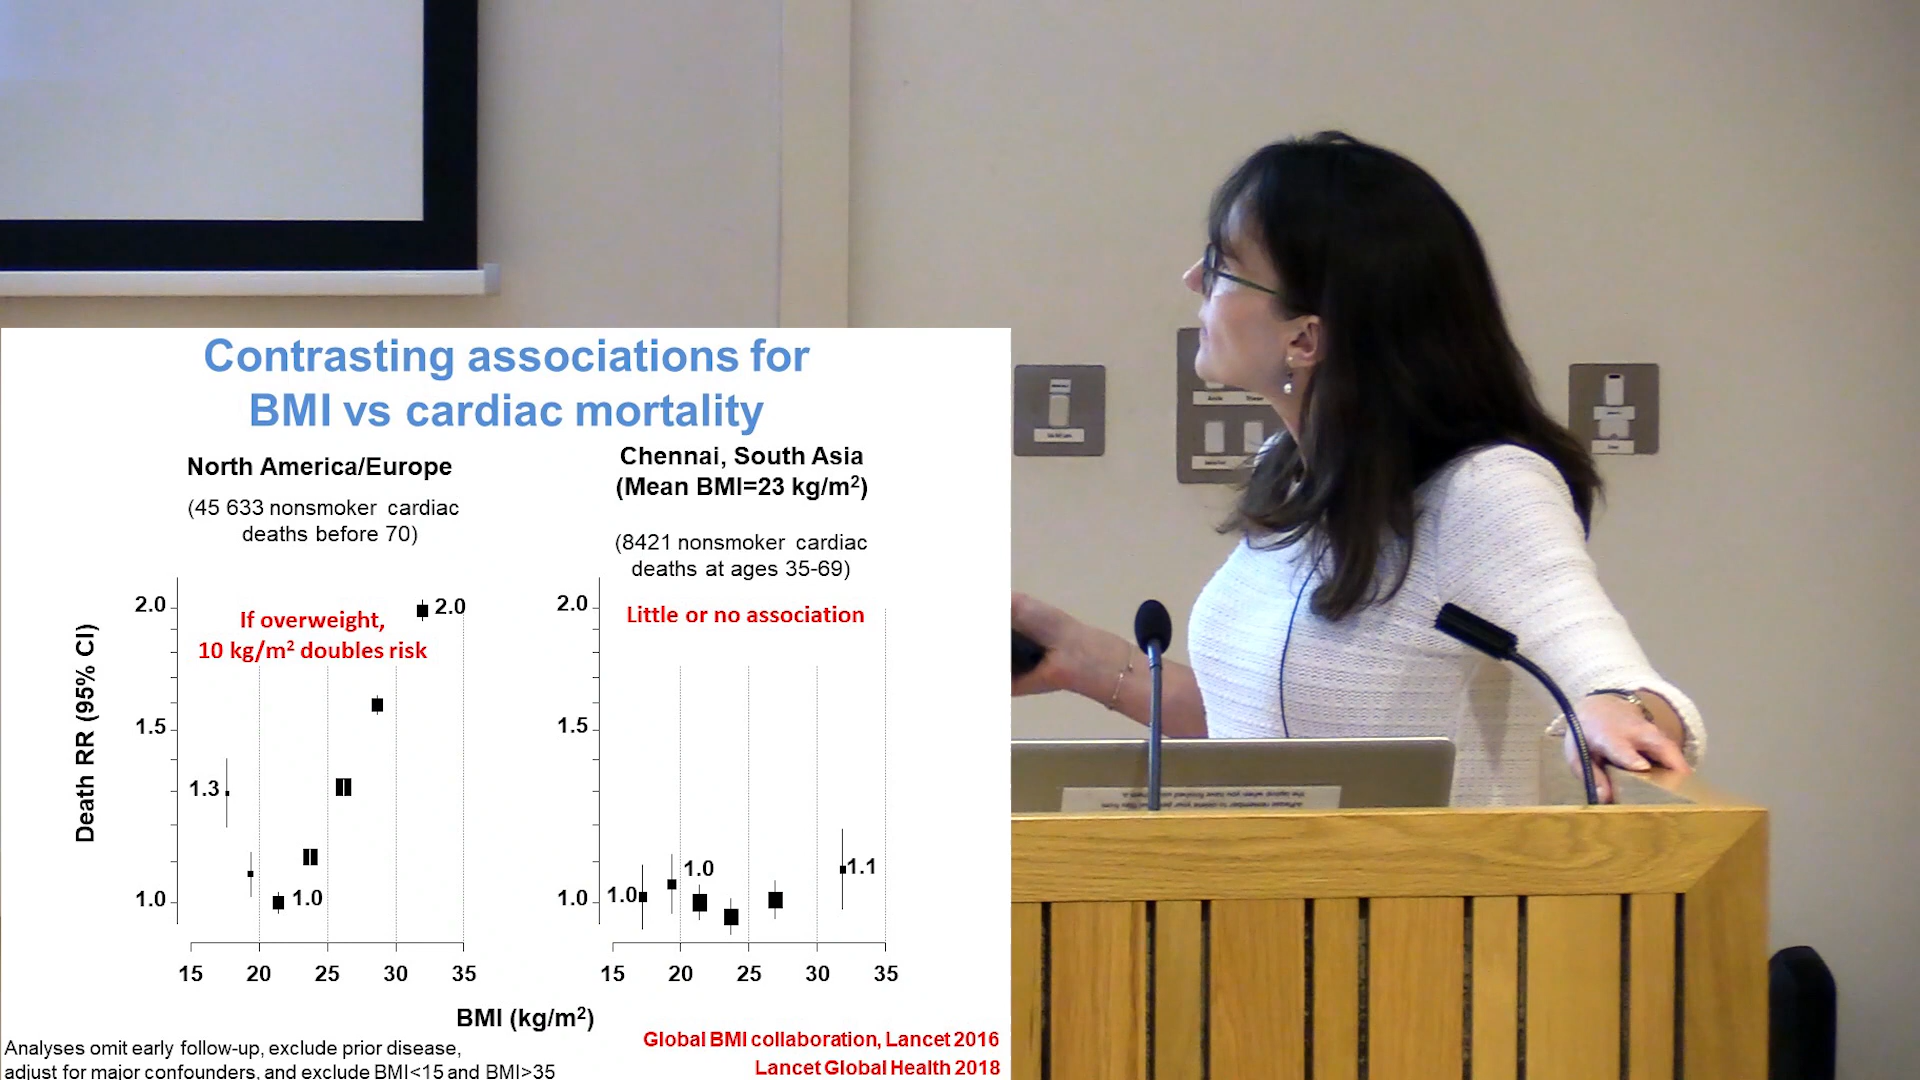 Contrasting associations for
BMI vs cardiac mortality
North America/Europe
(45 633 nonsmoker cardiac
deaths before 70)
Chennai, South Asia
(Mean BMI=23 kg/m²)
(8421 nonsmoker cardiac
deaths at ages 35-69)
Death RR (95% CI)
2.0
1.5
1.0
If overweight,
10 kg/m² doubles risk
2.0
1.3
1.0
15 20 25 30 35
2.0
1.5
1.0
Little or no association
1.0
1.0
1.1
15 20 25 30 35
BMI (kg/m²)
Analyses omit early follow-up, exclude prior disease,
adjust for major confounders, and exclude BMI<15 and BMI>35
Global BMI collaboration, Lancet 2016
Lancet Global Health 2018